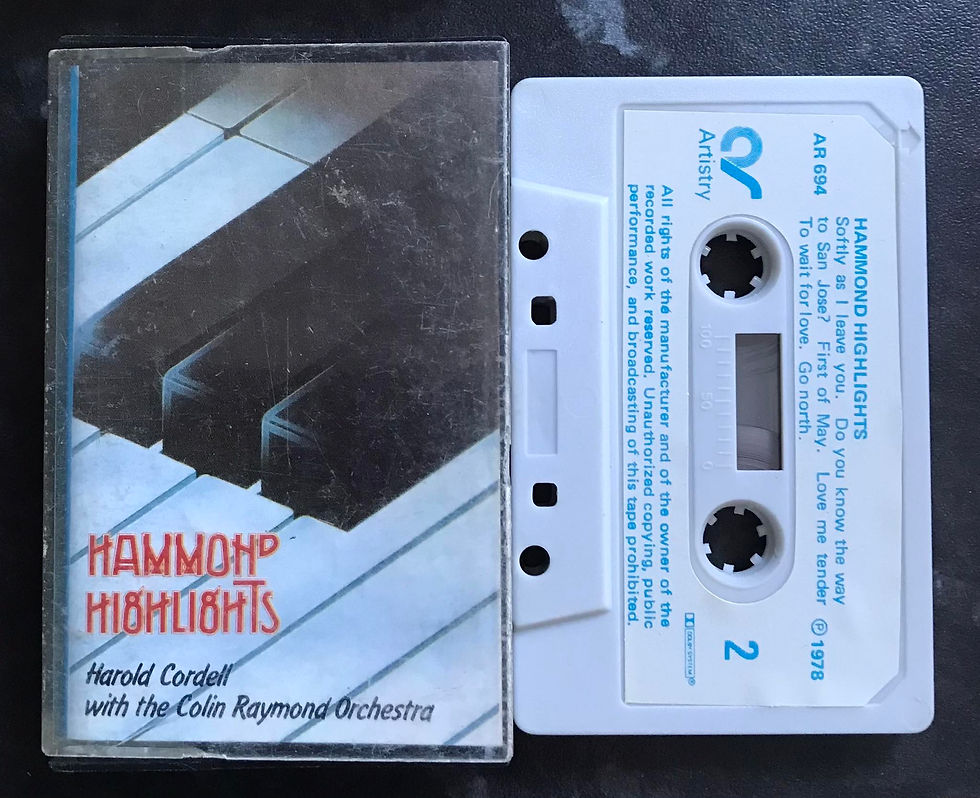 HAMMOND
HIGHLIGHTS
Harold Cordell
with the Colin Raymond Orchestra
ar
Artistry
AR 694
HAMMOND HIGHLIGHTS
Softly as I leave you. Do you know the way
to San Jose? First of May. Love me tender
To wait for love. Go north.
℗ 1978
2
100 50 0
All rights of the manufacturer and of the owner of the
recorded work reserved. Unauthorized copying, public
performance, and broadcasting of this tape prohibited.
DOLBY SYSTEM ®